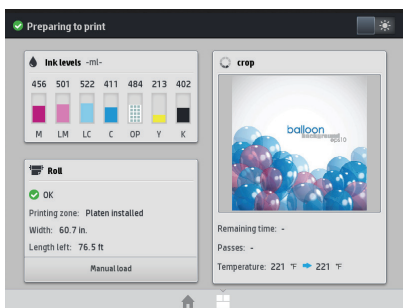 Preparing to print
Ink levels -ml-
456 501 522 411 484 213 402
M LM LC C OP Y K
Roll
OK
Printing zone: Platen installed
Width: 60.7 in.
Length left: 76.5 ft
Manual load
crop
balloon
background
eps10
Remaining time: -
Passes: -
Temperature: 221 °F 221 °F